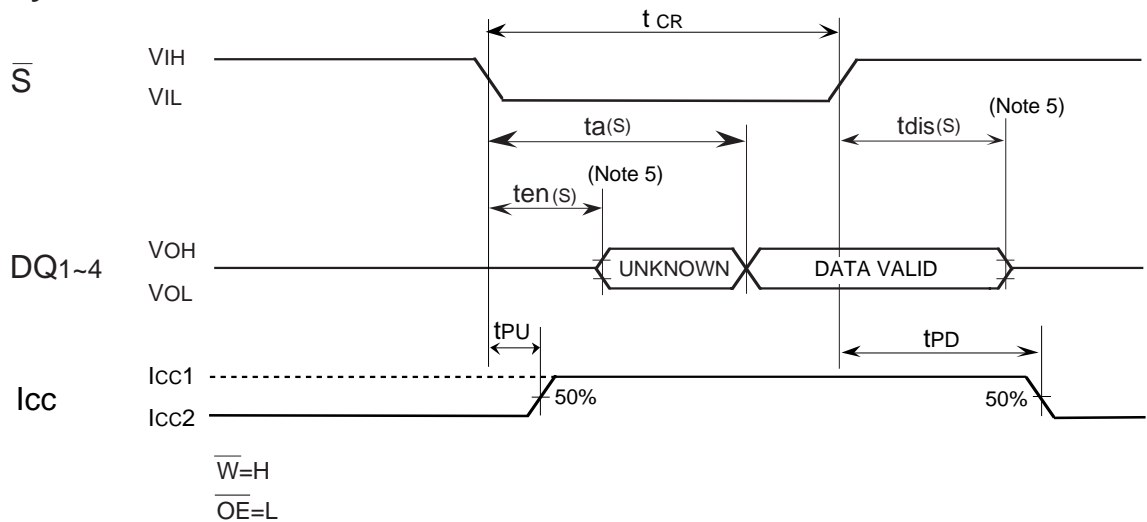 t CR
S
VIH
VIL
(Note 5)
ta(S)
tdis(S)
(Note 5)
ten(S)
DQ1~4
VOH
VOL
UNKNOWN
DATA VALID
tPU
tPD
Icc
Icc1
Icc2
50%
50%
W=H
OE=L